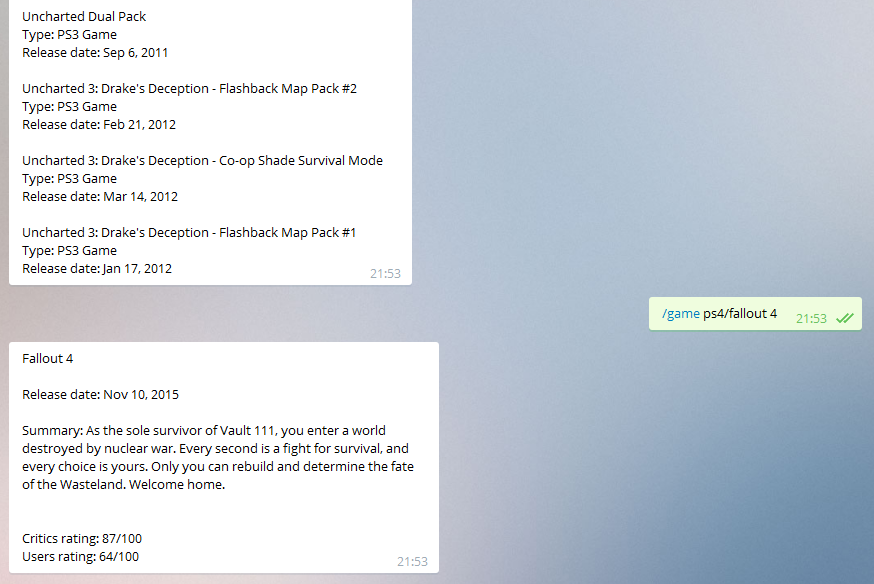 Uncharted Dual Pack
Type: PS3 Game
Release date: Sep 6, 2011
Uncharted 3: Drake's Deception - Flashback Map Pack #2
Type: PS3 Game
Release date: Feb 21, 2012
Uncharted 3: Drake's Deception - Co-op Shade Survival Mode
Type: PS3 Game
Release date: Mar 14, 2012
Uncharted 3: Drake's Deception - Flashback Map Pack #1
Type: PS3 Game
Release date: Jan 17, 2012
21:53
/game ps4/fallout 4
21:53
Fallout 4
Release date: Nov 10, 2015
Summary: As the sole survivor of Vault 111, you enter a world
destroyed by nuclear war. Every second is a fight for survival, and
every choice is yours. Only you can rebuild and determine the fate
of the Wasteland. Welcome home.
Critics rating: 87/100
Users rating: 64/100
21:53